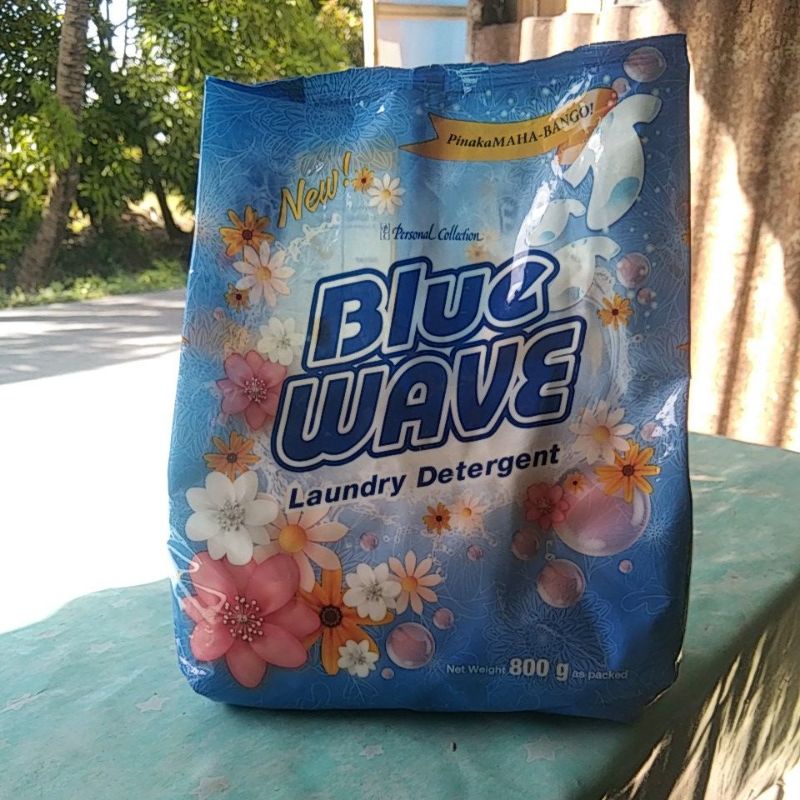 PinakaMAHA-BANGO!
New!
Personal Collection
Blue
WAVE
Laundry Detergent
Net Weight 800 g as packed